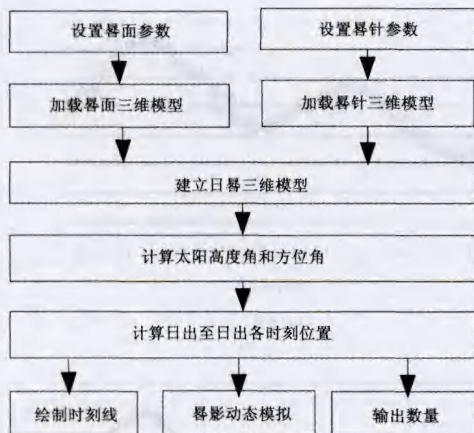 设置晷面参数
设置晷针参数
加载晷面三维模型
加载晷针三维模型
建立日晷三维模型
计算太阳高度角和方位角
计算日出至日出各时刻位置
绘制时刻线
晷影动态模拟
输出数量